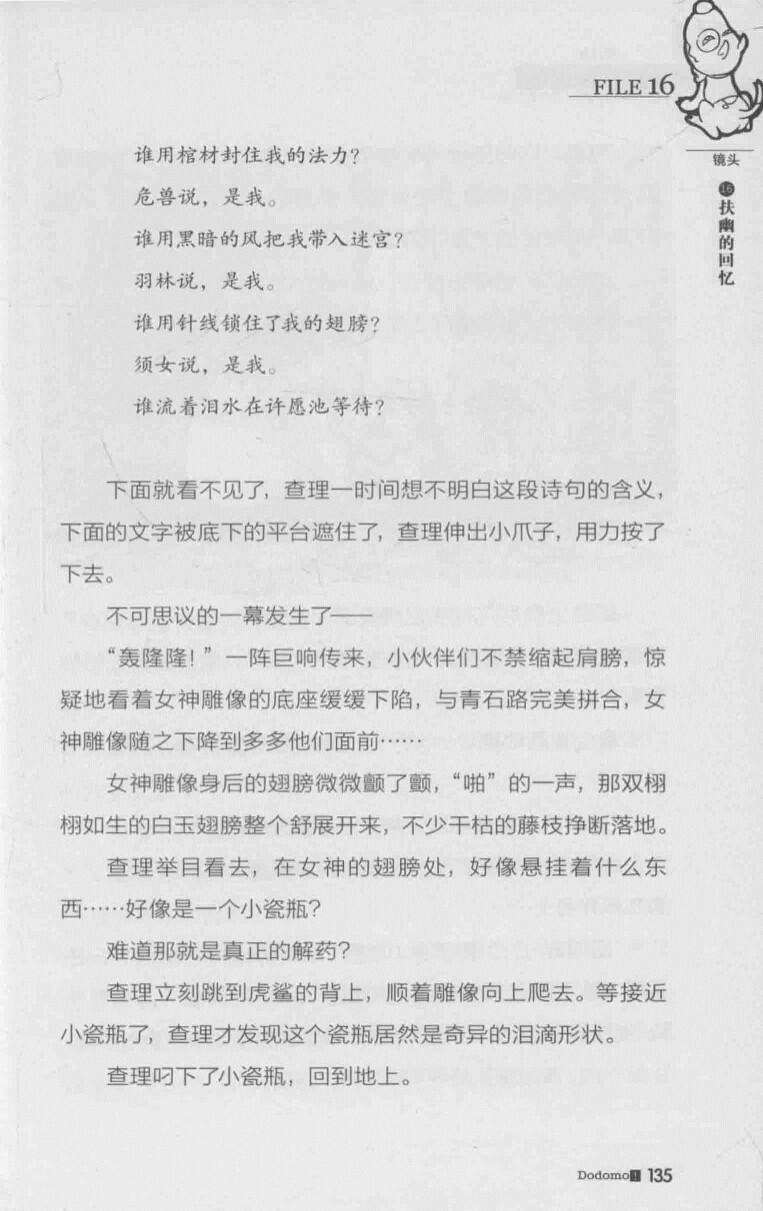 FILE 16
镜头
16
扶幽的回忆
谁用棺材封住我的法力？
危兽说，是我。
谁用黑暗的风把我带入迷宫？
羽林说，是我。
谁用针线锁住了我的翅膀？
须女说，是我。
谁流着泪水在许愿池等待？
下面就看不见了，查理一时间想不明白这段诗句的含义，
下面的文字被底下的平台遮住了，查理伸出小爪子，用力按了
下去。
不可思议的一幕发生了——
“轰隆隆！”一阵巨响传来，小伙伴们不禁缩起肩膀，惊
疑地看着女神雕像的底座缓缓下陷，与青石路完美拼合，女
神雕像随之下降到多多他们面前……
女神雕像身后的翅膀微微颤了颤，“啪”的一声，那双栩
栩如生的白玉翅膀整个舒展开来，不少干枯的藤枝挣断落地。
查理举目看去，在女神的翅膀处，好像悬挂着什么东
西……好像是一个小瓷瓶？
难道那就是真正的解药？
查理立刻跳到虎鲨的背上，顺着雕像向上爬去。等接近
小瓷瓶了，查理才发现这个瓷瓶居然是奇异的泪滴形状。
查理叼下了小瓷瓶，回到地上。
Dodomo! 135